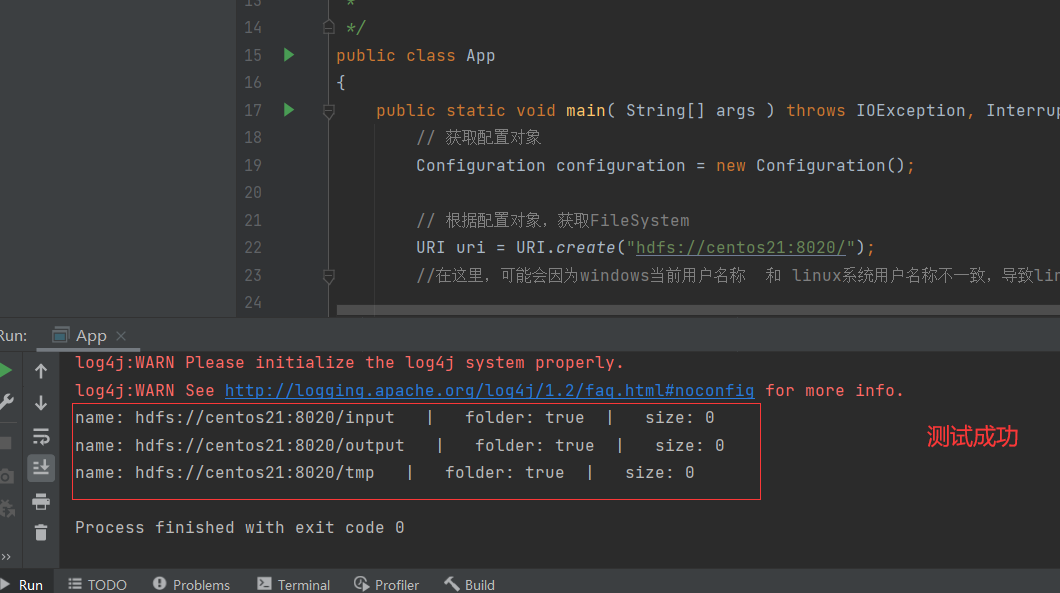 13 *
14 */
15 public class App
16 {
17 public static void main( String[] args ) throws IOException, Interrup
18 // 获取配置对象
19 Configuration configuration = new Configuration();
20
21 // 根据配置对象，获取FileSystem
22 URI uri = URI.create("hdfs://centos21:8020/");
23 //在这里，可能会因为windows当前用户名称 和 linux系统用户名称不一致，导致lin
24
Run: App
log4j:WARN Please initialize the log4j system properly.
log4j:WARN See http://logging.apache.org/log4j/1.2/faq.html#noconfig for more info.
name: hdfs://centos21:8020/input | folder: true | size: 0
name: hdfs://centos21:8020/output | folder: true | size: 0
name: hdfs://centos21:8020/tmp | folder: true | size: 0
测试成功
Process finished with exit code 0
Run TODO Problems Terminal Profiler Build